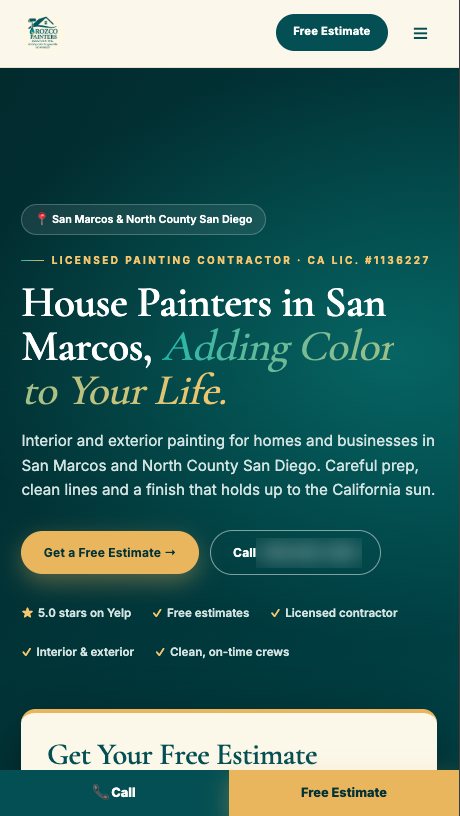 OROZCO
PAINTERS
Free Estimate
📍 San Marcos & North County San Diego
LICENSED PAINTING CONTRACTOR · CA LIC. #1136227
House Painters in San
Marcos, Adding Color
to Your Life.
Interior and exterior painting for homes and businesses in
San Marcos and North County San Diego. Careful prep,
clean lines and a finish that holds up to the California sun.
Get a Free Estimate →
Call
★ 5.0 stars on Yelp ✓ Free estimates ✓ Licensed contractor
✓ Interior & exterior ✓ Clean, on-time crews
Get Your Free Estimate
📞 Call
Free Estimate